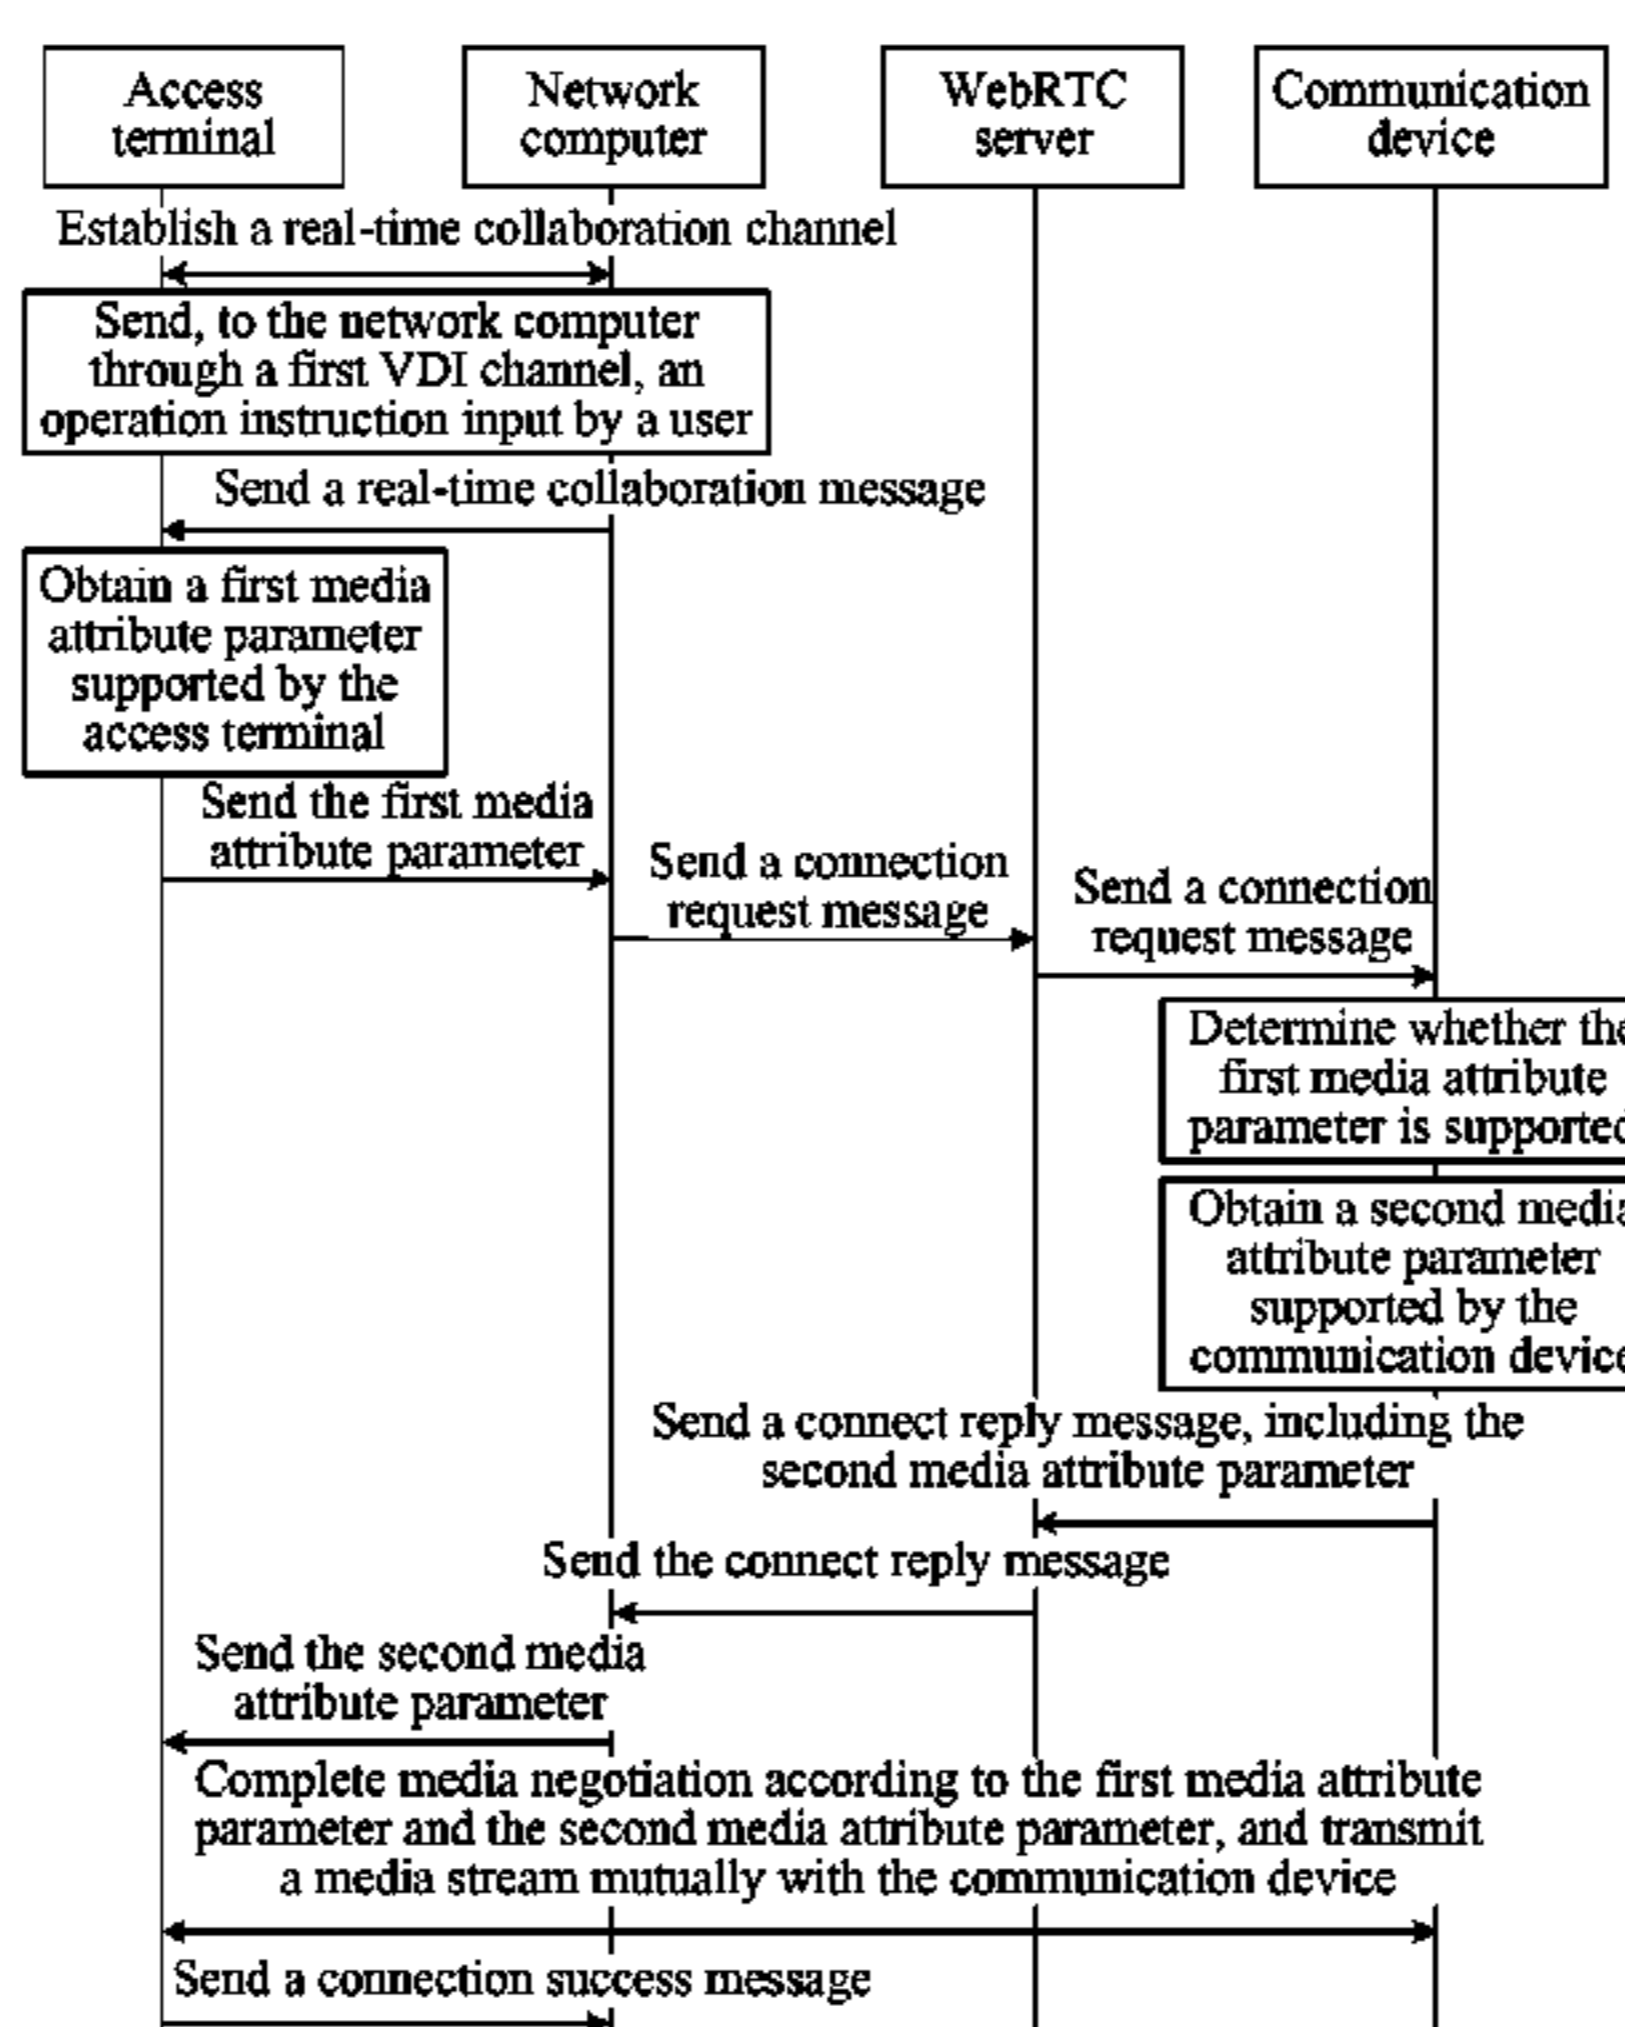 Access
terminal
Network
computer
WebRTC
server
Communication
device
Establish a real-time collaboration channel
Send, to the network computer
through a first VDI channel, an
operation instruction input by a user
Send a real-time collaboration message
Obtain a first media
attribute parameter
supported by the
access terminal
Send the first media
attribute parameter
Send a connection
request message
Send a connection
request message
Determine whether the
first media attribute
parameter is supported
Obtain a second media
attribute parameter
supported by the
communication device
Send a connect reply message, including the
second media attribute parameter
Send the connect reply message
Send the second media
attribute parameter
Complete media negotiation according to the first media attribute
parameter and the second media attribute parameter, and transmit
a media stream mutually with the communication device
Send a connection success message